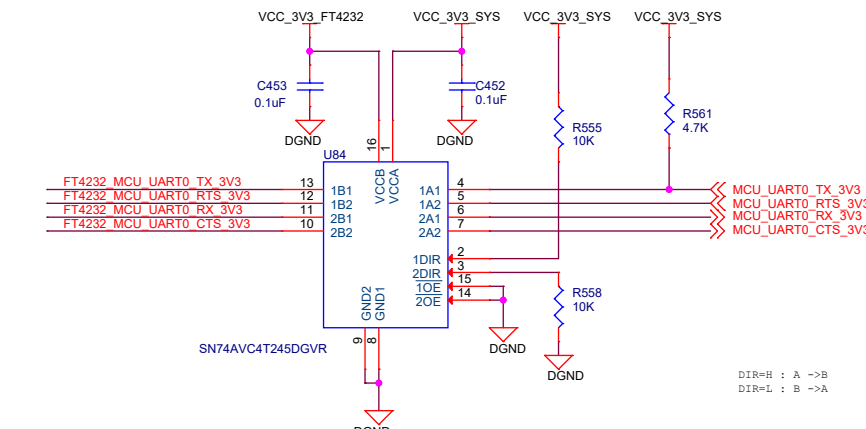 VCC_3V3_FT4232
VCC_3V3_SYS
VCC_3V3_SYS
VCC_3V3_SYS
C453
0.1uF
C452
0.1uF
R555
10K
R561
4.7K
DGND
DGND
16
1
U84
VCCB
VCCA
FT4232_MCU_UART0_TX_3V3
13
1B1
1A1
4
MCU_UART0_TX_3V3
FT4232_MCU_UART0_RTS_3V3
12
1B2
1A2
5
MCU_UART0_RTS_3V3
FT4232_MCU_UART0_RX_3V3
11
2B1
2A1
6
MCU_UART0_RX_3V3
FT4232_MCU_UART0_CTS_3V3
10
2B2
2A2
7
MCU_UART0_CTS_3V3
1DIR
2
2DIR
3
1OE
15
2OE
14
GND2
GND1
R558
10K
9
8
SN74AVC4T245DGVR
DGND
DGND
DIR=H : A ->B
DIR=L : B ->A